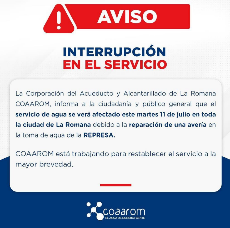 AVISO
INTERRUPCIÓN
EN EL SERVICIO
La Corporación del Acueducto y Alcantarillado de La Romana
COAAROM, informa a la ciudadanía y público general que el
servicio de agua se verá afectado este martes 11 de julio en toda
la ciudad de La Romana debido a la reparación de una avería en
la toma de agua de la REPRESA.
COAAROM está trabajando para restablecer el servicio a la
mayor brevedad.
coaarom